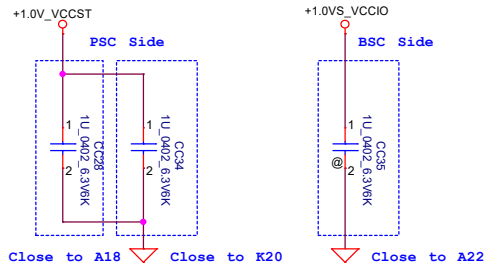 +1.0V_VCCST
+1.0VS_VCCIO
PSC Side
BSC Side
1
1U_0402_6.3V6K
CC28
2
1
1U_0402_6.3V6K
CC34
2
1
1U_0402_6.3V6K
CC35
@
2
Close to A18
Close to K20
Close to A22